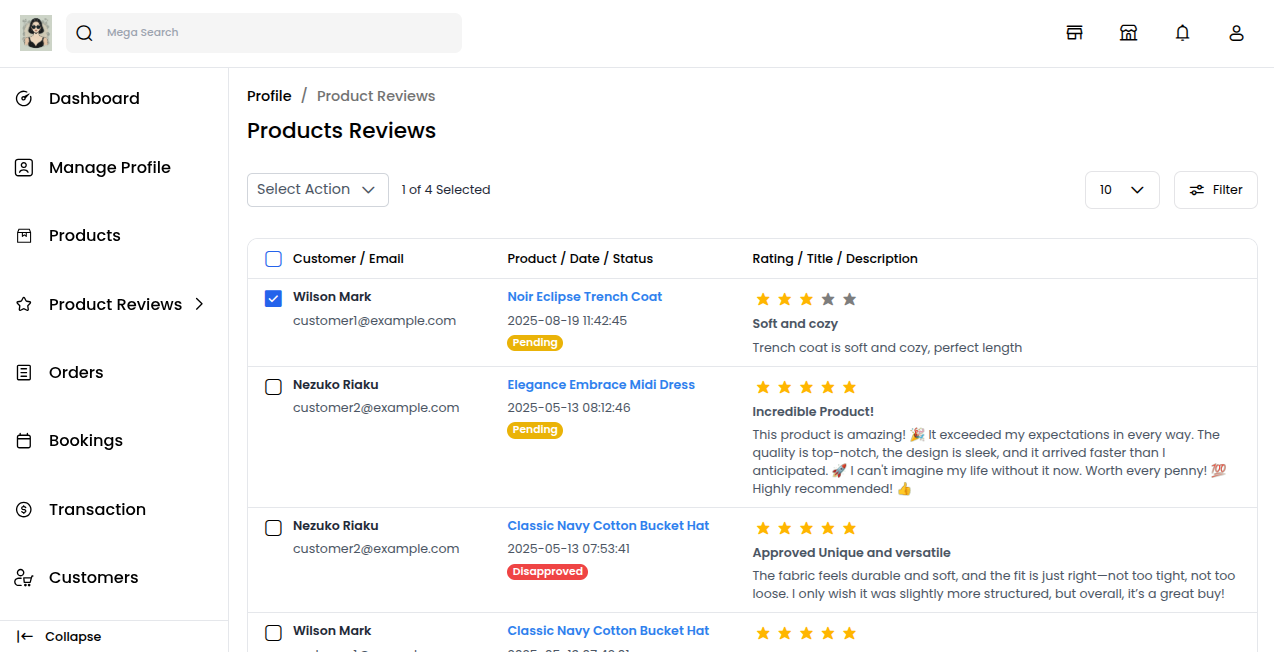 Mega Search
Dashboard
Manage Profile
Products
Product Reviews
Orders
Bookings
Transaction
Customers
Collapse
Profile / Product Reviews
Products Reviews
Select Action
1 of 4 Selected
10
Filter
Customer / Email
Product / Date / Status
Rating / Title / Description
Wilson Mark
customer1@example.com
Noir Eclipse Trench Coat
2025-08-19 11:42:45
Pending
Soft and cozy
Trench coat is soft and cozy, perfect length
Nezuko Riaku
customer2@example.com
Elegance Embrace Midi Dress
2025-05-13 08:12:46
Pending
Incredible Product!
This product is amazing! 🎉 It exceeded my expectations in every way. The
quality is top-notch, the design is sleek, and it arrived faster than I
anticipated. 🚀 I can't imagine my life without it now. Worth every penny! 💯
Highly recommended! 👍
Nezuko Riaku
customer2@example.com
Classic Navy Cotton Bucket Hat
2025-05-13 07:53:41
Disapproved
Approved Unique and versatile
The fabric feels durable and soft, and the fit is just right—not too tight, not too
loose. I only wish it was slightly more structured, but overall, it's a great buy!
Wilson Mark
Classic Navy Cotton Bucket Hat